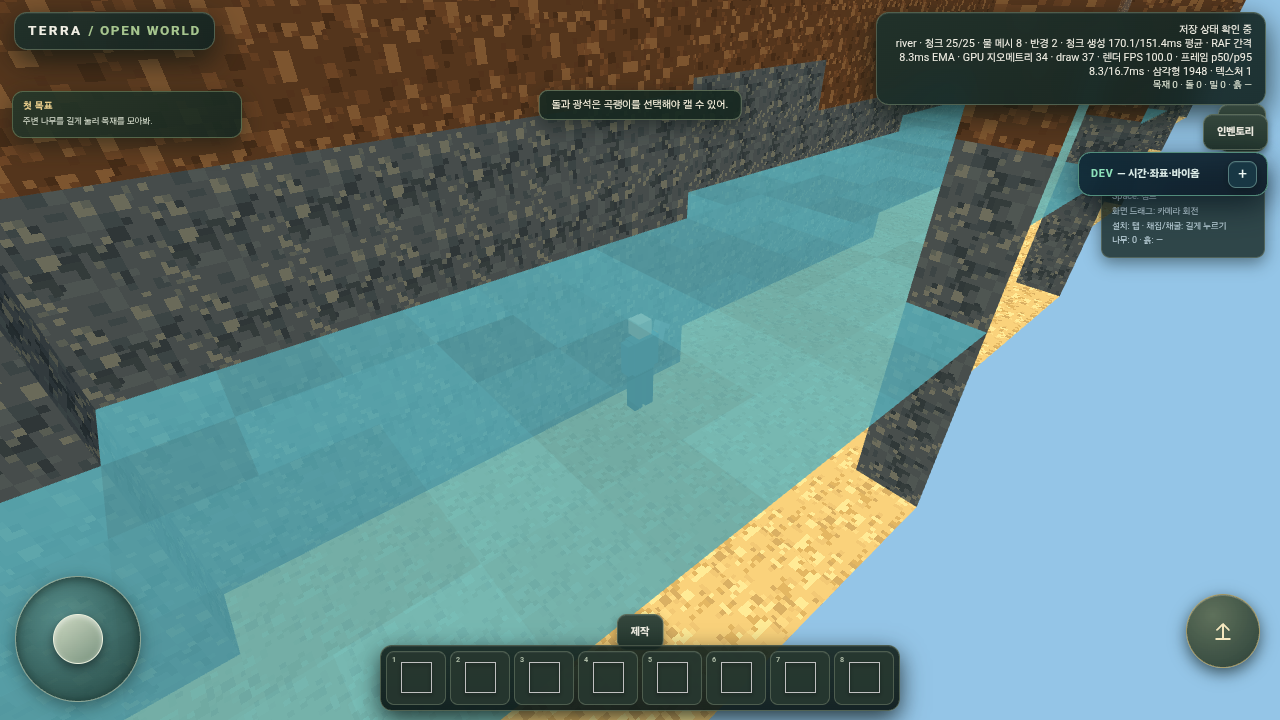 TERRA / OPEN WORLD
저장 상태 확인 중
river · 청크 25/25 · 물 메시 8 · 반경 2 · 청크 생성 170.1/151.4ms 평균 · RAF 간격
8.3ms EMA · GPU 지오메트리 34 · draw 37 · 렌더 FPS 100.0 · 프레임 p50/p95
8.3/16.7ms · 삼각형 1948 · 텍스처 1
목재 0 · 돌 0 · 밀 0 · 흙 —
첫 목표
주변 나무를 길게 눌러 목재를 모아봐.
돌과 광석은 곡괭이를 선택해야 캘 수 있어.
인벤토리
DEV — 시간·좌표·바이옴
+
Space: 점프
화면 드래그: 카메라 회전
설치: 탭 · 채집/채굴: 길게 누르기
나무: 0 · 흙: —
제작
1 2 3 4 5 6 7 8